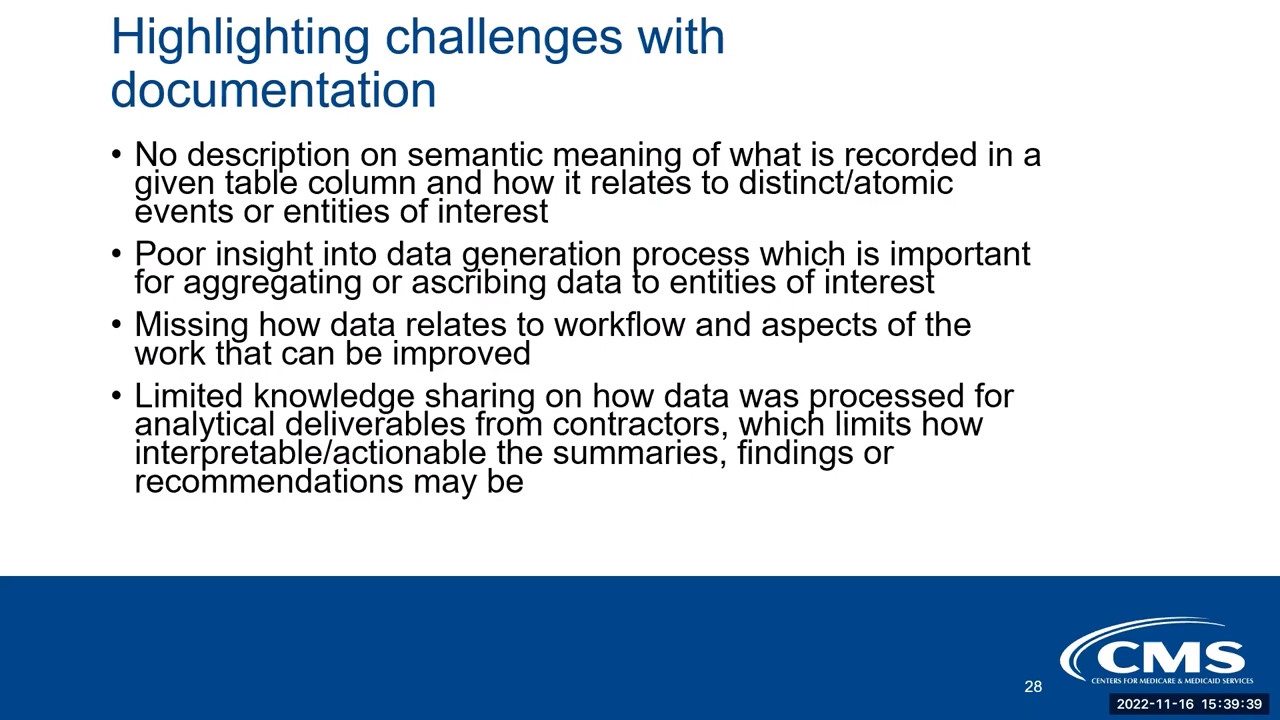 Highlighting challenges with
documentation
• No description on semantic meaning of what is recorded in a
given table column and how it relates to distinct/atomic
events or entities of interest
• Poor insight into data generation process which is important
for aggregating or ascribing data to entities of interest
• Missing how data relates to workflow and aspects of the
work that can be improved
• Limited knowledge sharing on how data was processed for
analytical deliverables from contractors, which limits how
interpretable/actionable the summaries, findings or
recommendations may be
CMS
CENTERS FOR MEDICARE & MEDICAID SERVICES
28
2022-11-16 15:39:39